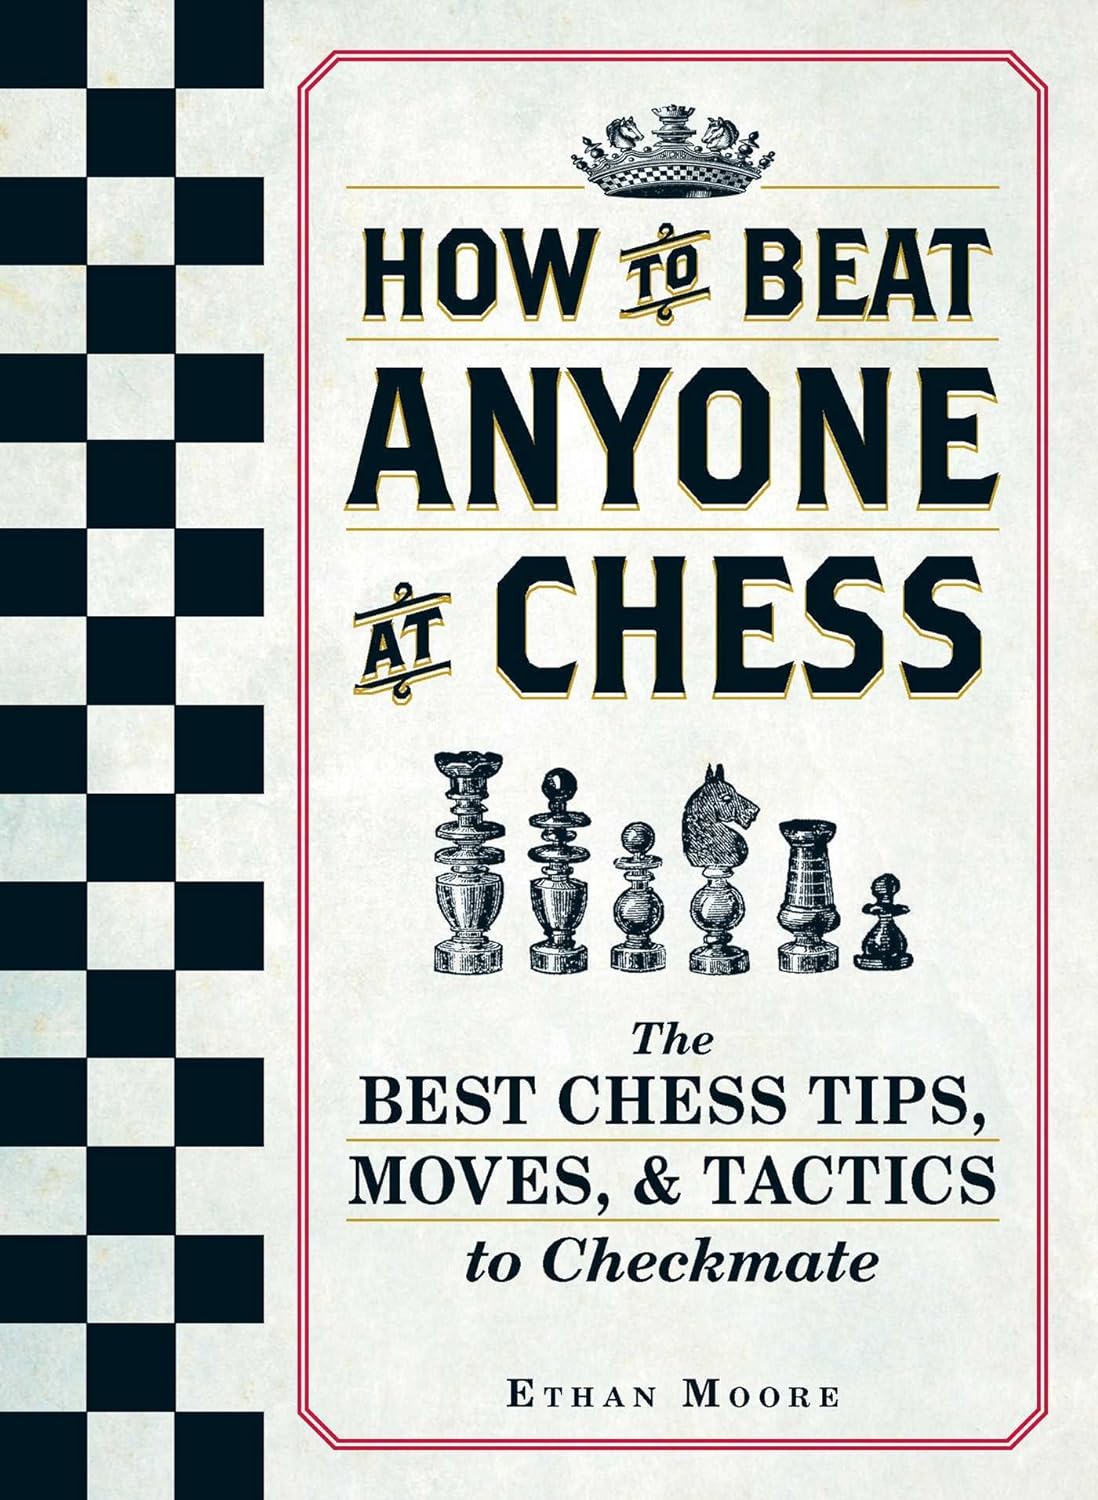 HOW TO BEAT
ANYONE
AT CHESS
The
BEST CHESS TIPS,
MOVES, & TACTICS
to Checkmate
ETHAN MOORE